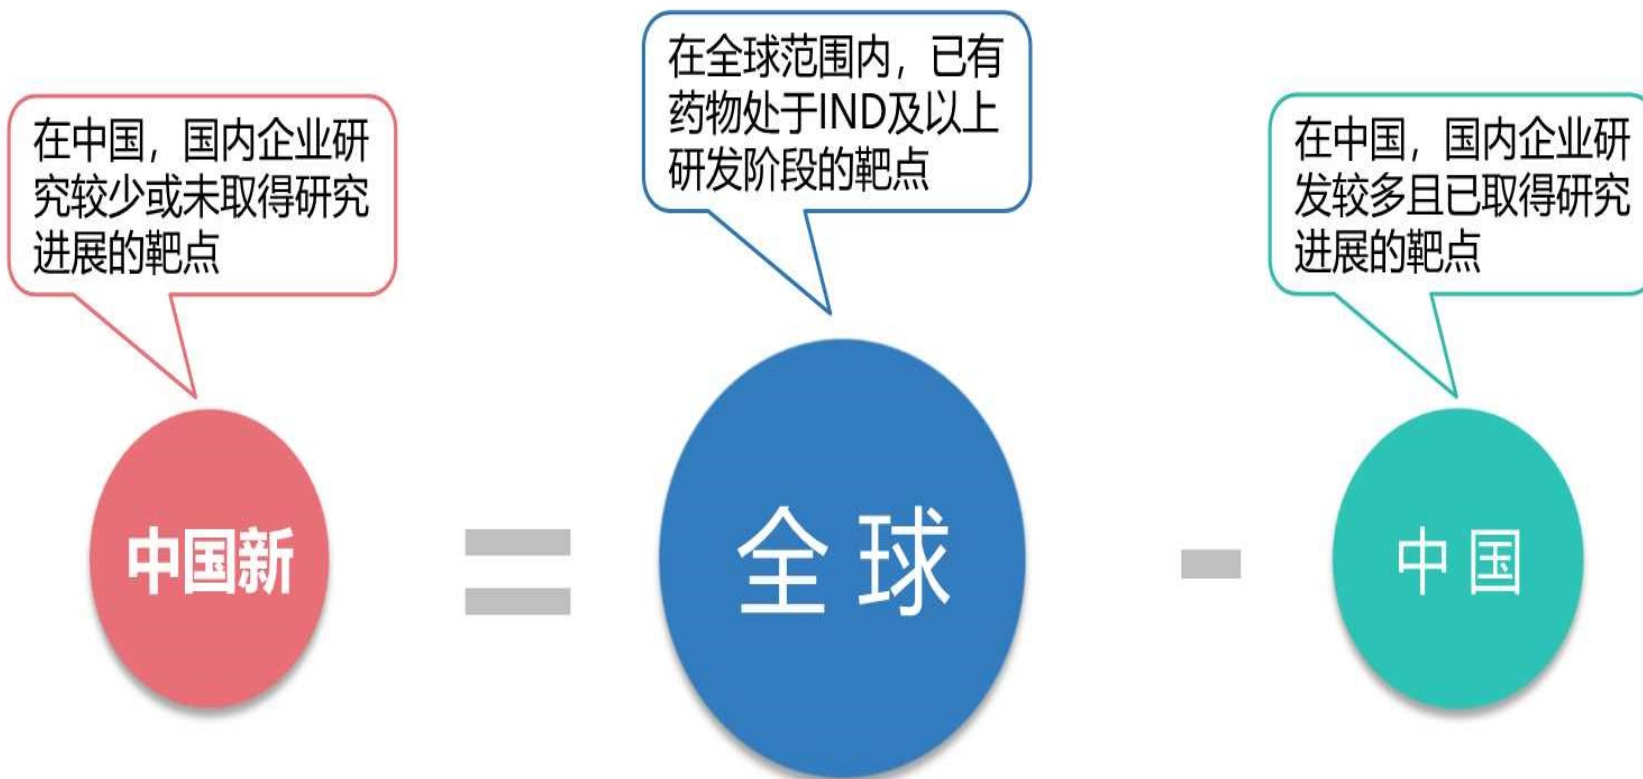 在中国，国内企业研
究较少或未取得研究
进展的靶点
在全球范围内，已有
药物处于IND及以上
研发阶段的靶点
在中国，国内企业研
发较多且已取得研究
进展的靶点
中国新
=
全球
-
中国